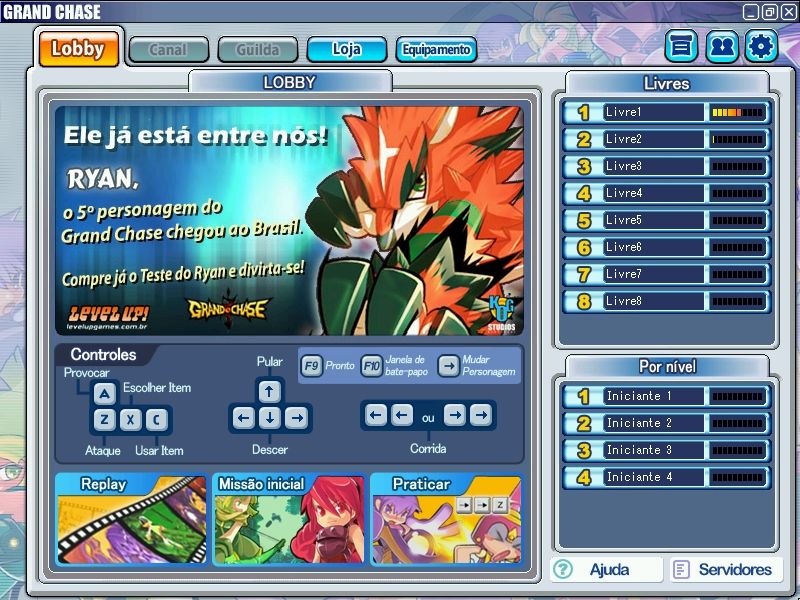 GRAND CHASE
Lobby
Canal
Guilda
Loja
Equipamento
LOBBY
Ele já está entre nós!
RYAN,
o 5º personagem do
Grand Chase chegou ao Brasil.
Compre já o Teste do Ryan e divirta-se!
LEVEL UP!
levelupgames.com.br
GRAND CHASE
KOG
STUDIOS
Controles
Provocar
Escolher Item
A
Z X C
Ataque
Usar Item
Pular
↑
← ↓ →
Descer
F9 Pronto
F10 Janela de
bate-papo
→ Mudar
Personagem
← ← ou → →
Corrida
Replay
Missão inicial
Praticar
→ → Z
Livres
1 Livre1
2 Livre2
3 Livre3
4 Livre4
5 Livre5
6 Livre6
7 Livre7
8 Livre8
Por nível
1 Iniciante 1
2 Iniciante 2
3 Iniciante 3
4 Iniciante 4
? Ajuda
Servidores